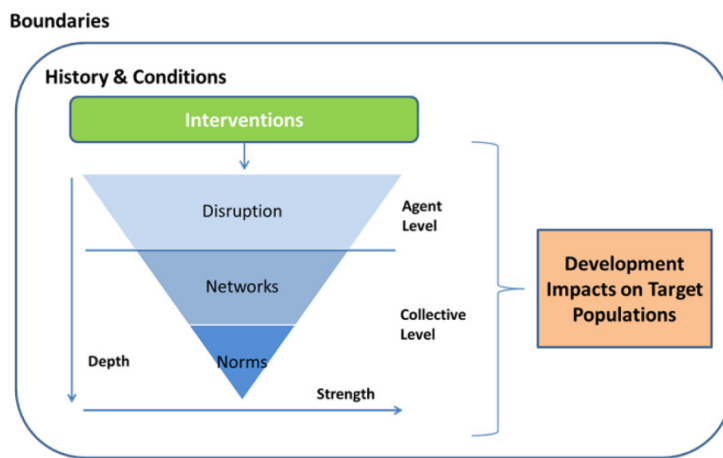 Boundaries
History & Conditions
Interventions
Disruption
Agent
Level
Networks
Collective
Level
Norms
Depth
Strength
Development
Impacts on Target
Populations